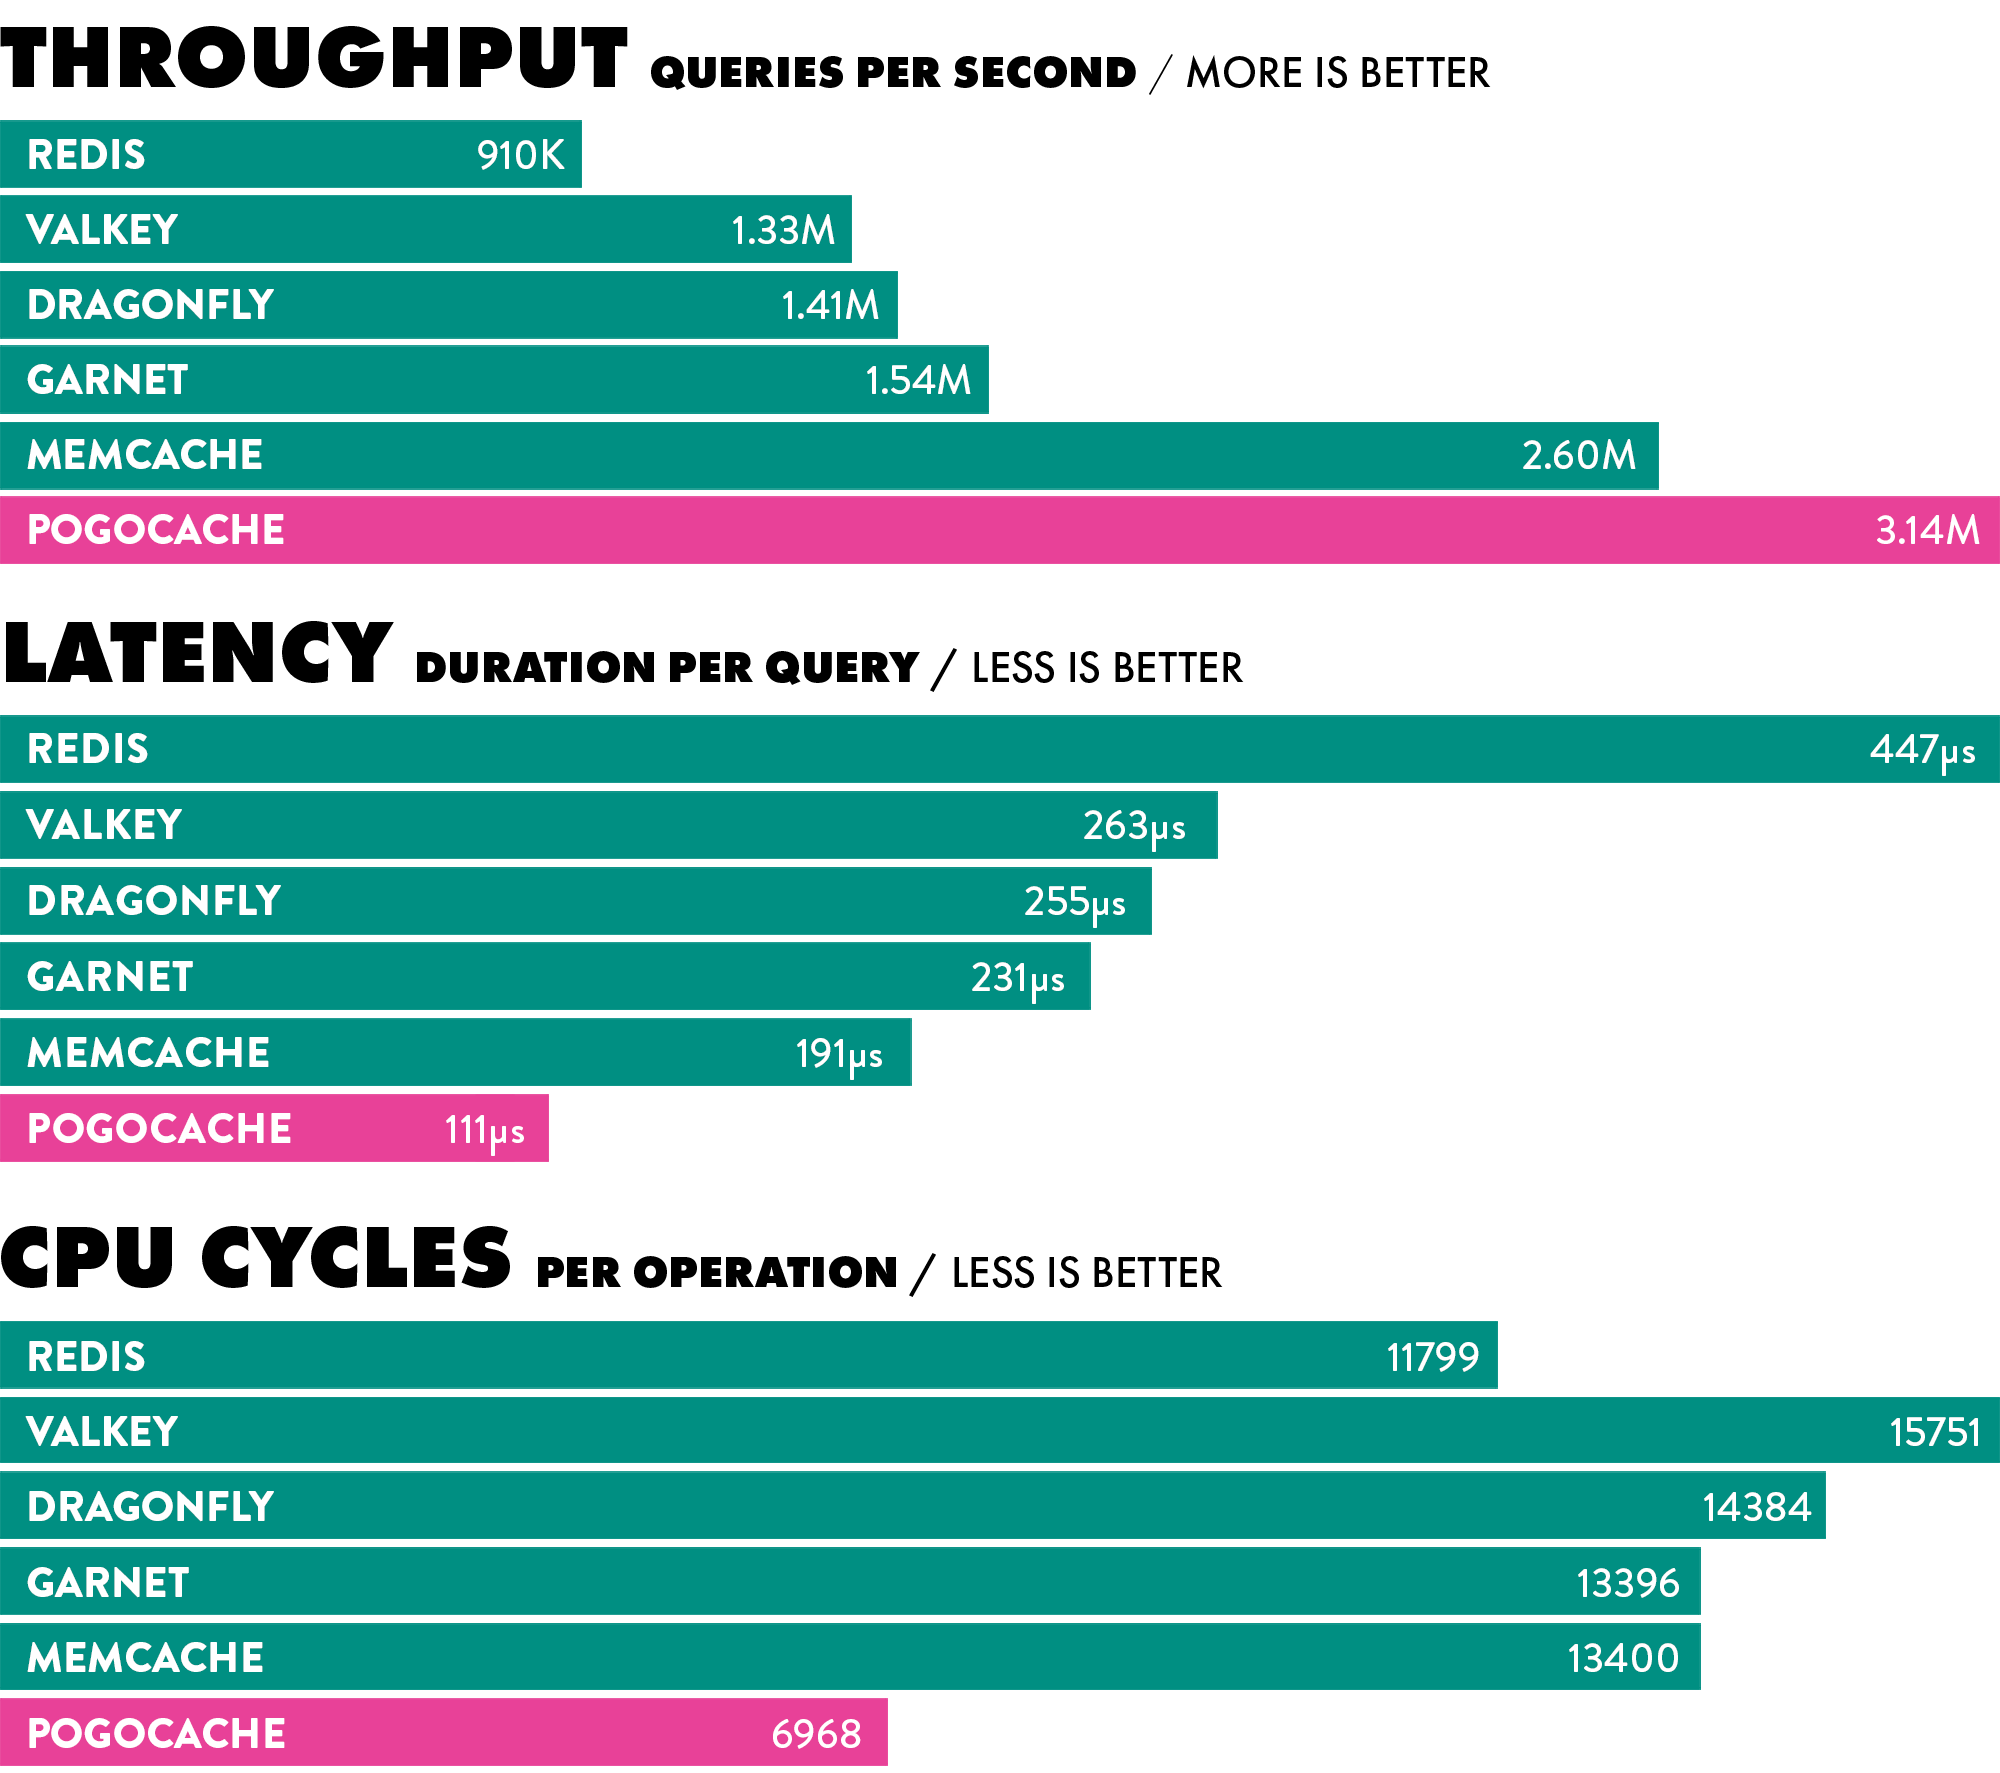 THROUGHPUT QUERIES PER SECOND / MORE IS BETTER
REDIS 910K
VALKEY 1.33M
DRAGONFLY 1.41M
GARNET 1.54M
MEMCACHE 2.60M
POGOCACHE 3.14M
LATENCY DURATION PER QUERY / LESS IS BETTER
REDIS 447µs
VALKEY 263µs
DRAGONFLY 255µs
GARNET 231µs
MEMCACHE 191µs
POGOCACHE 111µs
CPU CYCLES PER OPERATION / LESS IS BETTER
REDIS 11799
VALKEY 15751
DRAGONFLY 14384
GARNET 13396
MEMCACHE 13400
POGOCACHE 6968